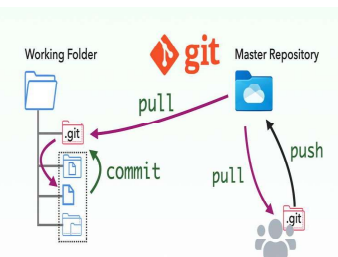 Working Folder
git
Master Repository
pull
.git
commit
pull
push
.git